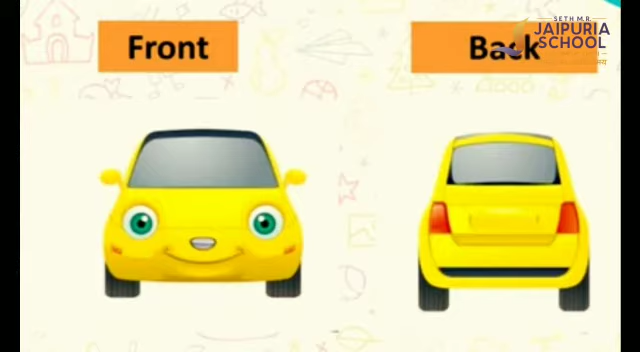 Front
Back
SETH M.R.
JAIPURIA
SCHOOL